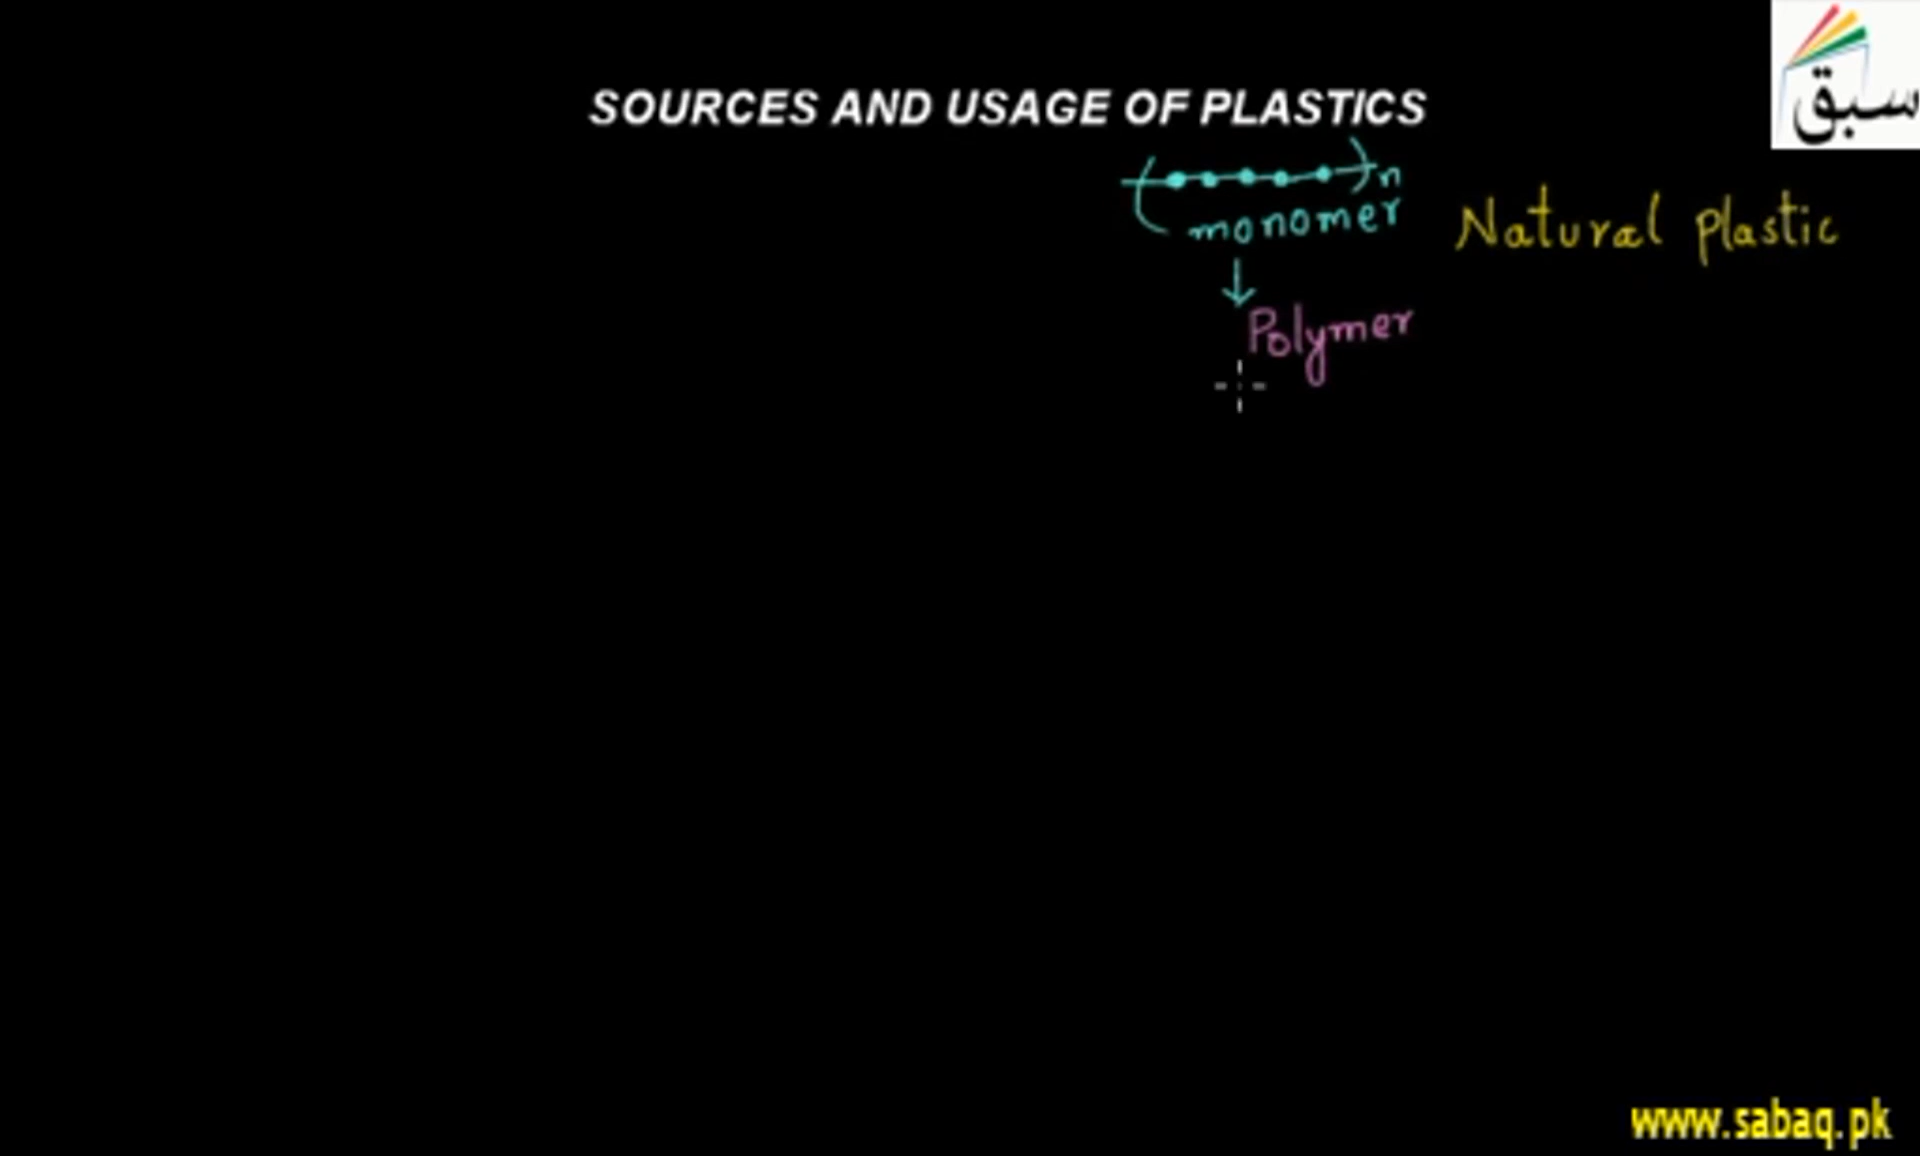 سبق
SOURCES AND USAGE OF PLASTICS
n
monomer
Natural Plastic
Polymer
www.sabaq.pk